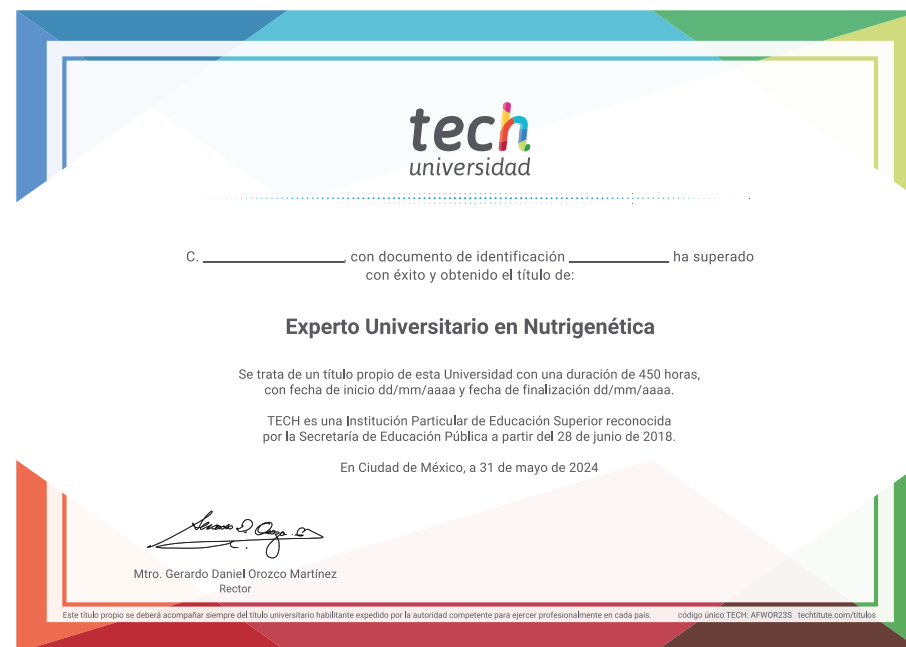 tech
universidad
C. ____________, con documento de identificación ____________ ha superado
con éxito y obtenido el título de:
Experto Universitario en Nutrigenética
Se trata de un título propio de esta Universidad con una duración de 450 horas,
con fecha de inicio dd/mm/aaaa y fecha de finalización dd/mm/aaaa.
TECH es una Institución Particular de Educación Superior reconocida
por la Secretaría de Educación Pública a partir del 28 de junio de 2018.
En Ciudad de México, a 31 de mayo de 2024
Mtro. Gerardo Daniel Orozco Martínez
Rector
Este título propio se deberá acompañar siempre del título universitario habilitante expedido por la autoridad competente para ejercer profesionalmente en cada país. código único TECH: AFWOR23S techtitute.com/titulos